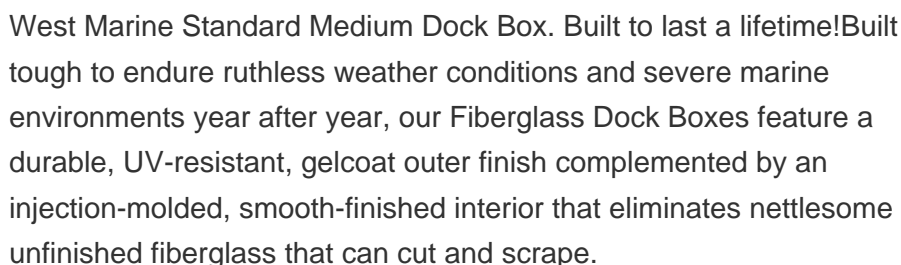 West Marine Standard Medium Dock Box. Built to last a lifetime!Built
tough to endure ruthless weather conditions and severe marine
environments year after year, our Fiberglass Dock Boxes feature a
durable, UV-resistant, gelcoat outer finish complemented by an
injection-molded, smooth-finished interior that eliminates nettlesome
unfinished fiberglass that can cut and scrape.